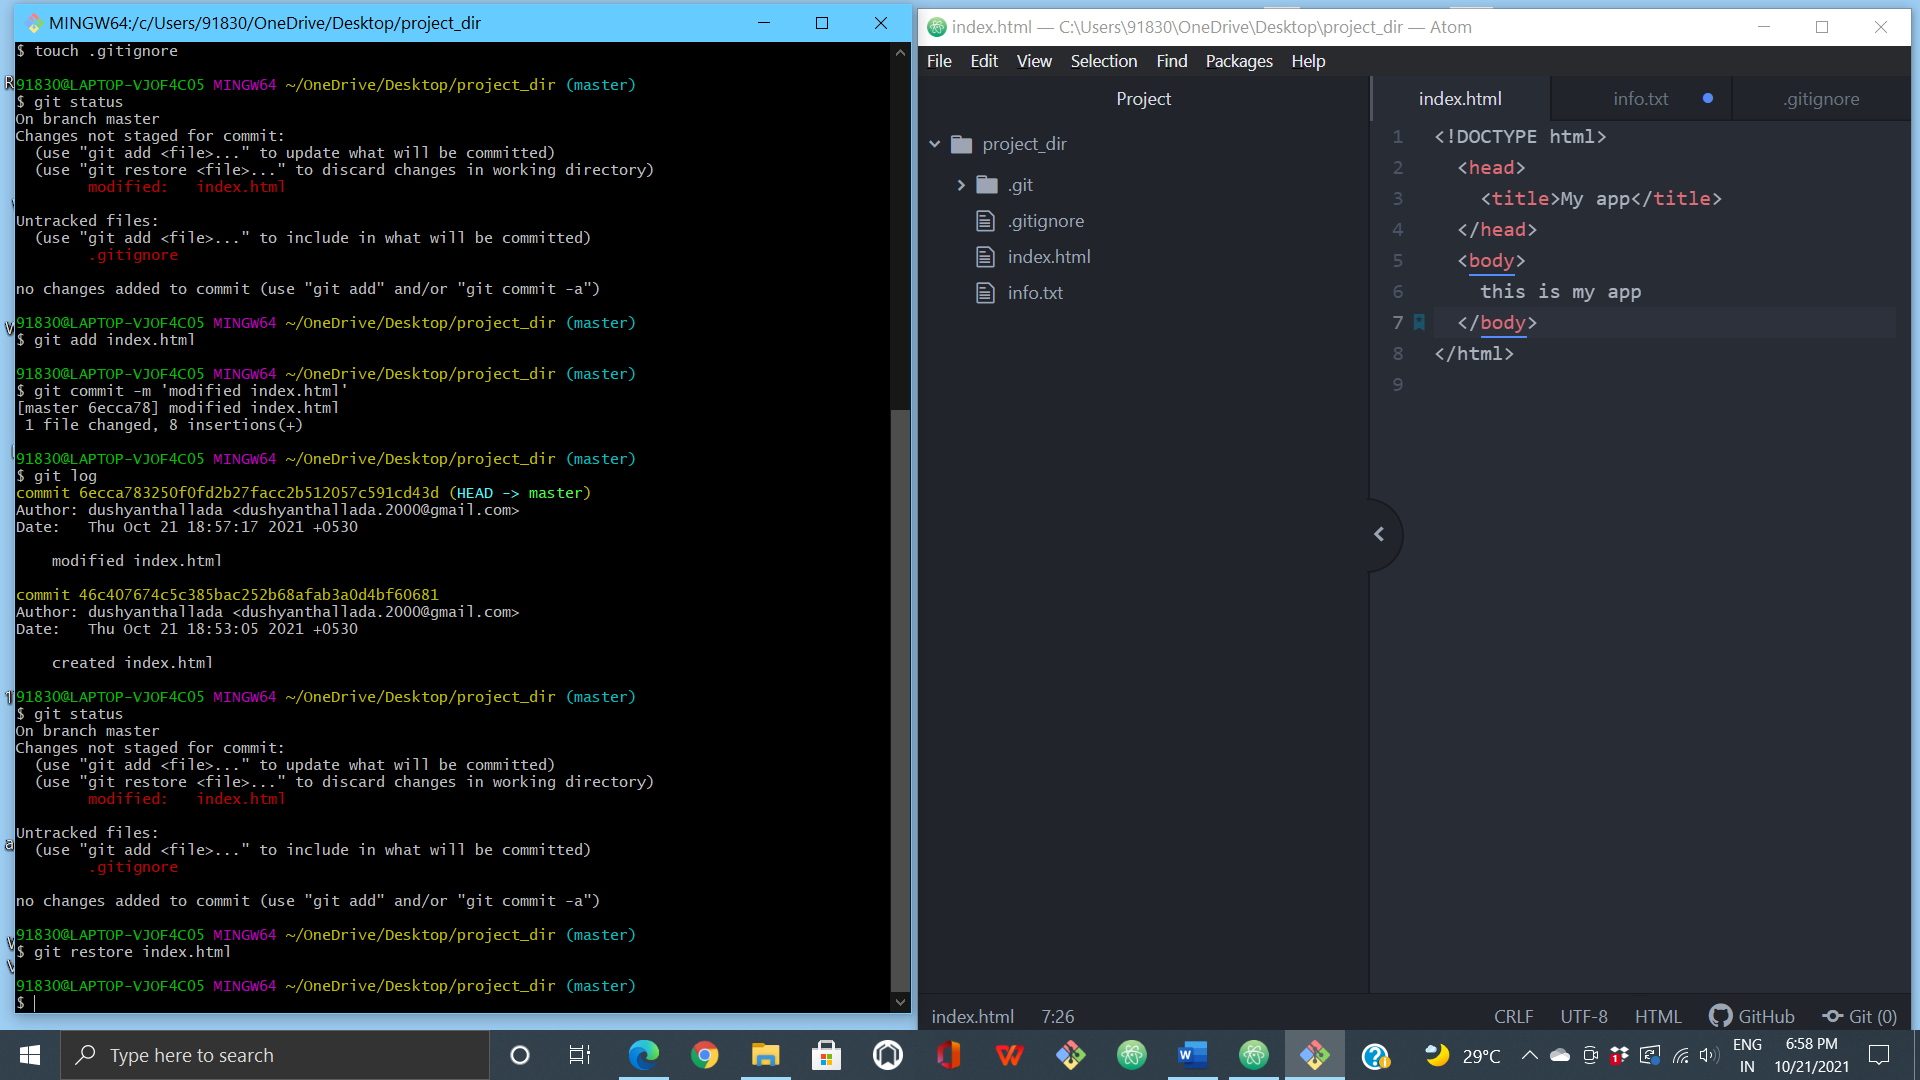 MINGW64:/c/Users/91830/OneDrive/Desktop/project_dir
$ touch .gitignore
91830@LAPTOP-VJOF4C05 MINGW64 ~/OneDrive/Desktop/project_dir (master)
$ git status
On branch master
Changes not staged for commit:
  (use "git add <file>..." to update what will be committed)
  (use "git restore <file>..." to discard changes in working directory)
        modified:   index.html
Untracked files:
  (use "git add <file>..." to include in what will be committed)
        .gitignore
no changes added to commit (use "git add" and/or "git commit -a")
91830@LAPTOP-VJOF4C05 MINGW64 ~/OneDrive/Desktop/project_dir (master)
$ git add index.html
91830@LAPTOP-VJOF4C05 MINGW64 ~/OneDrive/Desktop/project_dir (master)
$ git commit -m 'modified index.html'
[master 6ecca78] modified index.html
 1 file changed, 8 insertions(+)
91830@LAPTOP-VJOF4C05 MINGW64 ~/OneDrive/Desktop/project_dir (master)
$ git log
commit 6ecca783250f0fd2b27facc2b512057c591cd43d (HEAD -> master)
Author: dushyanthallada <dushyanthallada.2000@gmail.com>
Date:   Thu Oct 21 18:57:17 2021 +0530
    modified index.html
commit 46c407674c5c385bac252b68afab3a0d4bf60681
Author: dushyanthallada <dushyanthallada.2000@gmail.com>
Date:   Thu Oct 21 18:53:05 2021 +0530
    created index.html
91830@LAPTOP-VJOF4C05 MINGW64 ~/OneDrive/Desktop/project_dir (master)
$ git status
On branch master
Changes not staged for commit:
  (use "git add <file>..." to update what will be committed)
  (use "git restore <file>..." to discard changes in working directory)
        modified:   index.html
Untracked files:
  (use "git add <file>..." to include in what will be committed)
        .gitignore
no changes added to commit (use "git add" and/or "git commit -a")
91830@LAPTOP-VJOF4C05 MINGW64 ~/OneDrive/Desktop/project_dir (master)
$ git restore index.html
91830@LAPTOP-VJOF4C05 MINGW64 ~/OneDrive/Desktop/project_dir (master)
$
index.html — C:\Users\91830\OneDrive\Desktop\project_dir — Atom
File Edit View Selection Find Packages Help
Project
project_dir
.git
.gitignore
index.html
info.txt
index.html info.txt .gitignore
1 <!DOCTYPE html>
2   <head>
3     <title>My app</title>
4   </head>
5   <body>
6     this is my app
7   </body>
8 </html>
9
index.html 7:26 CRLF UTF-8 HTML GitHub Git (0)
Type here to search
29°C
ENG
IN
6:58 PM
10/21/2021